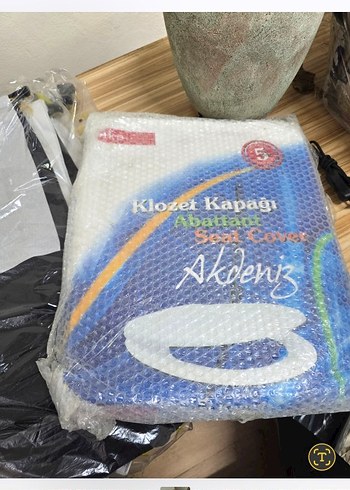 5
Klozet Kapağı
Abattant
Seat Cover
Akdeniz